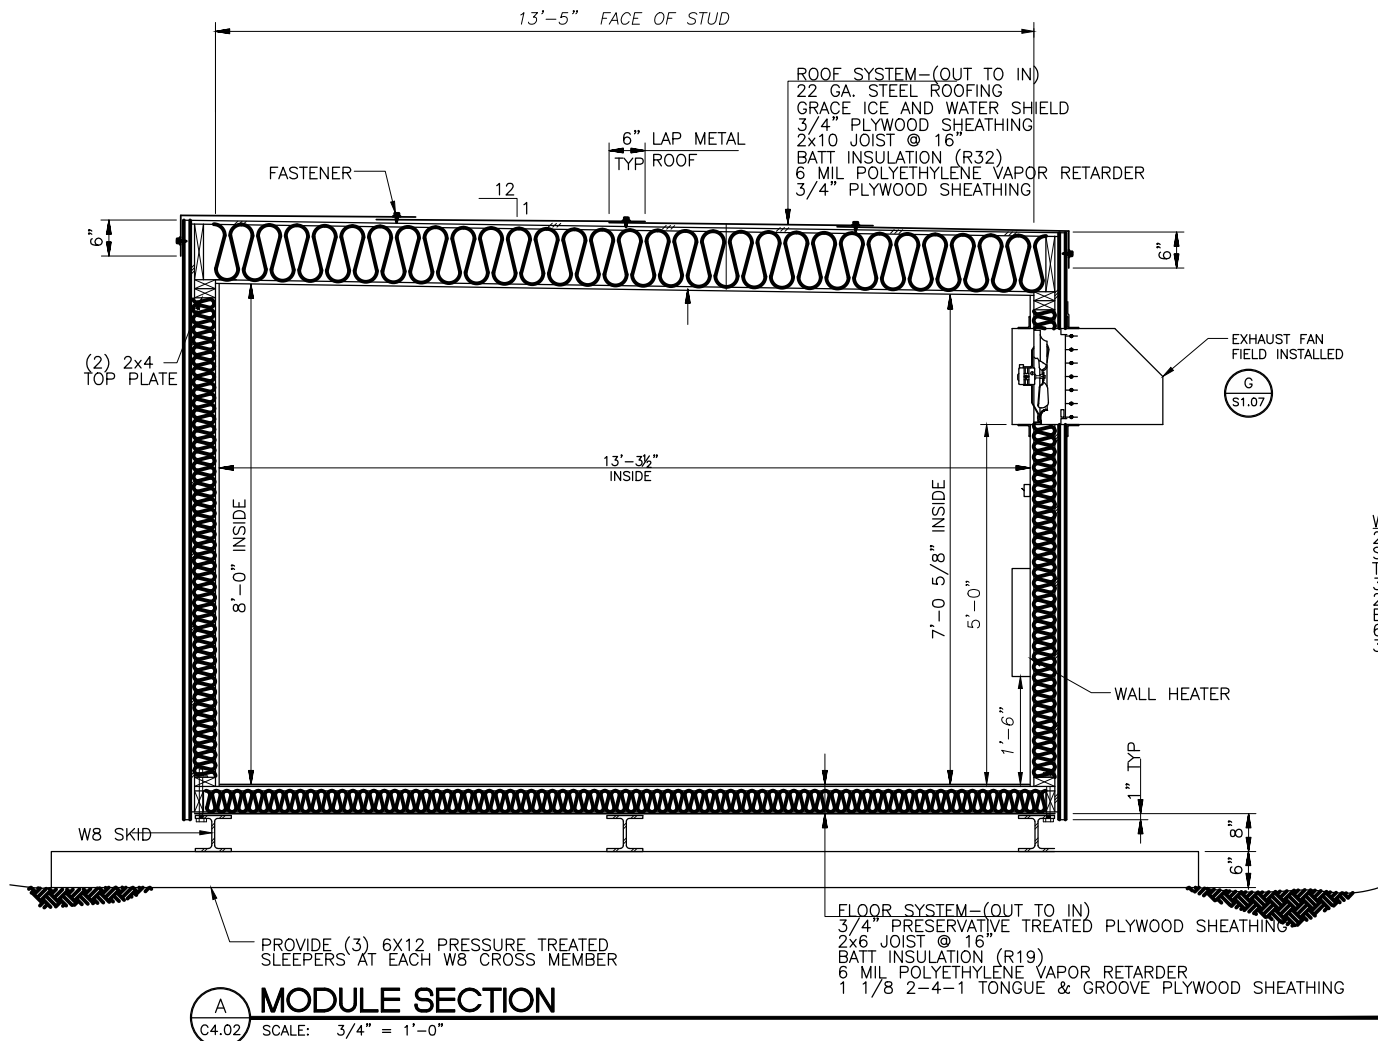 13'-5" FACE OF STUD
ROOF SYSTEM-(OUT TO IN)
22 GA. STEEL ROOFING
GRACE ICE AND WATER SHIELD
3/4" PLYWOOD SHEATHING
2x10 JOIST @ 16"
BATT INSULATION (R32)
6 MIL POLYETHYLENE VAPOR RETARDER
3/4" PLYWOOD SHEATHING
6" LAP METAL
TYP ROOF
FASTENER
12
1
6"
6"
(2) 2x4
TOP PLATE
EXHAUST FAN
FIELD INSTALLED
G
S1.07
13'-3½"
INSIDE
8'-0" INSIDE
7'-0 5/8" INSIDE
5'-0"
1'-6"
WALL HEATER
1" TYP
8"
6"
W8 SKID
FLOOR SYSTEM-(OUT TO IN)
3/4" PRESERVATIVE TREATED PLYWOOD SHEATHING
2x6 JOIST @ 16"
BATT INSULATION (R19)
6 MIL POLYETHYLENE VAPOR RETARDER
1 1/8 2-4-1 TONGUE & GROOVE PLYWOOD SHEATHING
PROVIDE (3) 6X12 PRESSURE TREATED
SLEEPERS AT EACH W8 CROSS MEMBER
A
C4.02
MODULE SECTION
SCALE: 3/4" = 1'-0"